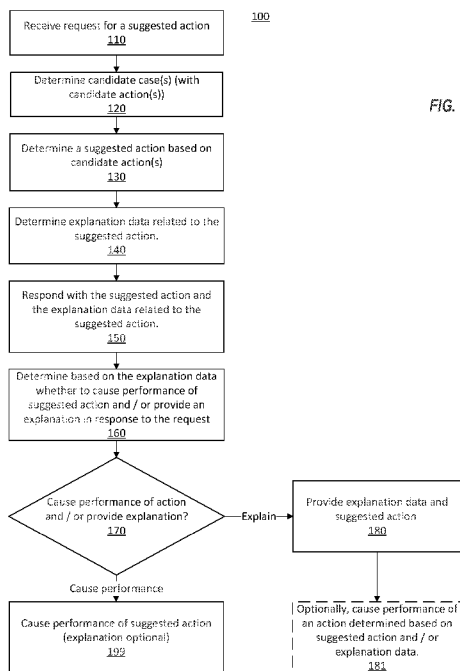 100
Receive request for a suggested action
110
Determine candidate case(s) (with
candidate action(s))
120
FIG.
Determine a suggested action based on
candidate action(s)
130
Determine explanation data related to the
suggested action.
140
Respond with the suggested action and
the explanation data related to the
suggested action.
150
Determine based on the explanation data
whether to cause performance of
suggested action and / or provide an
explanation in response to the request
160
Cause performance of action
and / or provide explanation?
170
Explain
Provide explanation data and
suggested action
180
Cause performance
Cause performance of suggested action
(explanation optional)
199
Optionally, cause performance of
an action determined based on
suggested action and / or
explanation data.
181